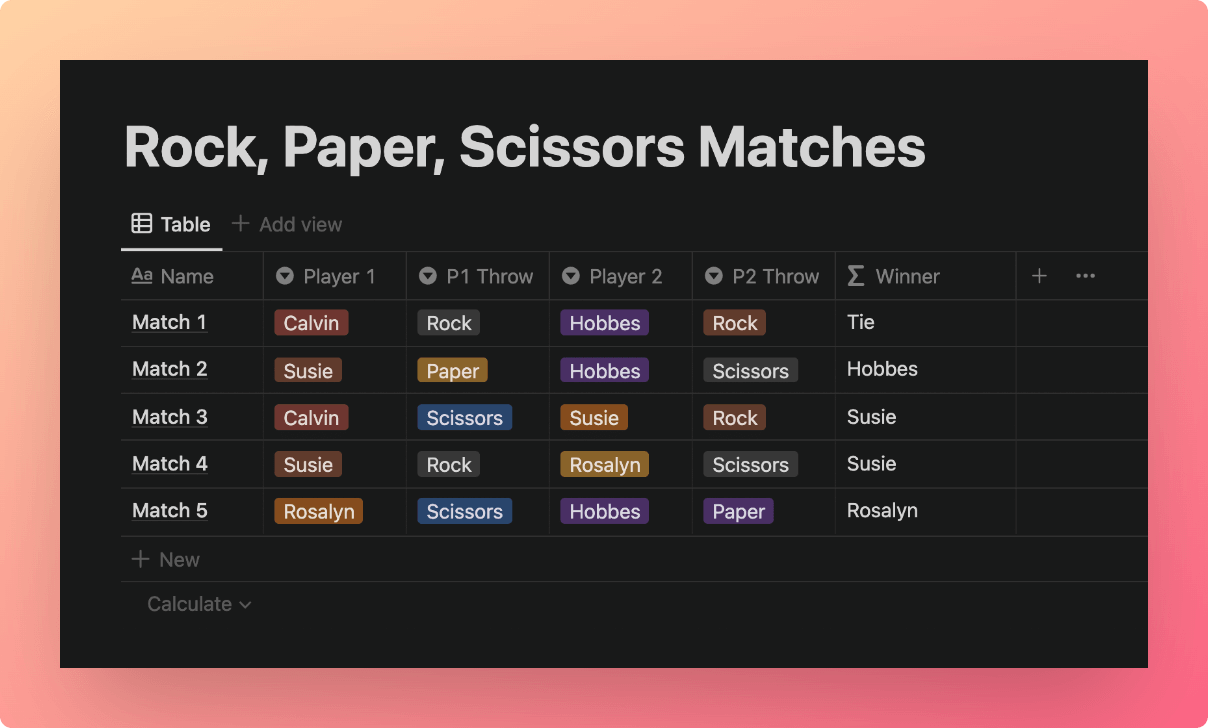 Rock, Paper, Scissors Matches
Table + Add view
Aa Name Player 1 P1 Throw Player 2 P2 Throw Σ Winner + •••
Match 1 Calvin Rock Hobbes Rock Tie
Match 2 Susie Paper Hobbes Scissors Hobbes
Match 3 Calvin Scissors Susie Rock Susie
Match 4 Susie Rock Rosalyn Scissors Susie
Match 5 Rosalyn Scissors Hobbes Paper Rosalyn
+ New
Calculate